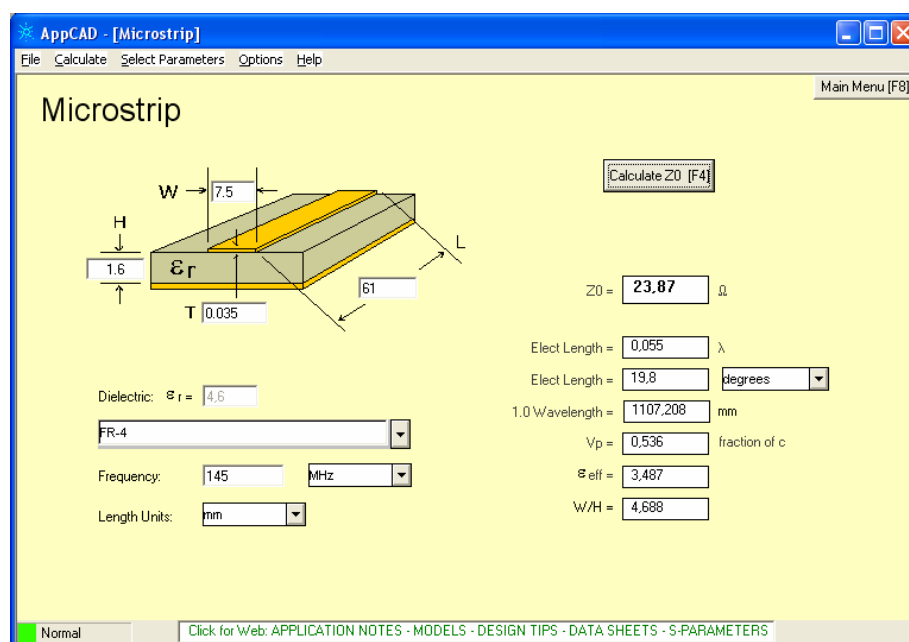 AppCAD - [Microstrip]
File Calculate Select Parameters Options Help
Main Menu [F8]
Microstrip
Calculate Z0 [F4]
W 7.5
H
L
1.6 εr
61
T 0.035
Z0 = 23,87 Ω
Elect Length = 0,055 λ
Elect Length = 19,8 degrees
1.0 Wavelength = 1107,208 mm
Vp = 0,536 fraction of c
ε eff = 3,487
W/H = 4,688
Dielectric: ε r = 4,6
FR-4
Frequency: 145 MHz
Length Units: mm
Normal
Click for Web: APPLICATION NOTES - MODELS - DESIGN TIPS - DATA SHEETS - S-PARAMETERS